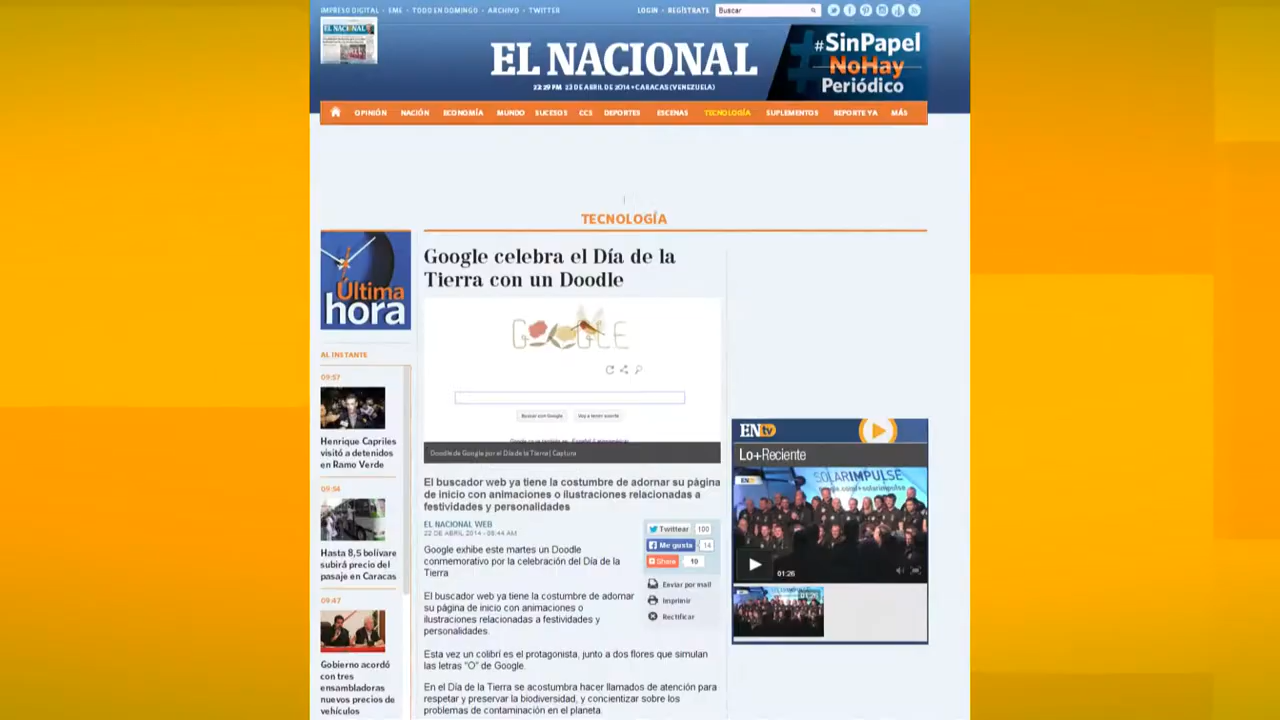 IMPRESO DIGITAL - EME - TODO EN DOMINGO - ARCHIVO - TWITTER
LOGIN - REGÍSTRATE
Buscar
EL NACIONAL
22 DE ABRIL DE 2014 • CARACAS (VENEZUELA)
#SinPapel
NoHay
Periódico
OPINIÓN NACIÓN ECONOMÍA MUNDO SUCESOS CCS DEPORTES ESCENAS TECNOLOGÍA SUPLEMENTOS REPORTE YA MÁS
TECNOLOGÍA
Última
hora
AL INSTANTE
09:57
Henrique Capriles
visitó a detenidos
en Ramo Verde
09:54
Hasta 8,5 bolívare
subirá precio del
pasaje en Caracas
09:47
Gobierno acordó
con tres
ensambladoras
nuevos precios de
vehículos
Google celebra el Día de la
Tierra con un Doodle
GOOGLE
Buscar con Google
Voy a tener suerte
Doodle de Google por el Día de la Tierra | Captura
El buscador web ya tiene la costumbre de adornar su página
de inicio con animaciones o ilustraciones relacionadas a
festividades y personalidades
EL NACIONAL WEB
22 DE ABRIL 2014 - 05:44 AM
Twittear 100
Me gusta 14
Share 10
Enviar por mail
Imprimir
Rectificar
Google exhibe este martes un Doodle
conmemorativo por la celebración del Día de la
Tierra
El buscador web ya tiene la costumbre de adornar
su página de inicio con animaciones o
ilustraciones relacionadas a festividades y
personalidades.
Esta vez un colibrí es el protagonista, junto a dos flores que simulan
las letras "O" de Google.
En el Día de la Tierra se acostumbra hacer llamados de atención para
respetar y preservar la biodiversidad, y concientizar sobre los
problemas de contaminación en el planeta.
ENtv
Lo+Reciente
SOLARIMPULSE
google.com/+solarimpulse
01:26
01:26